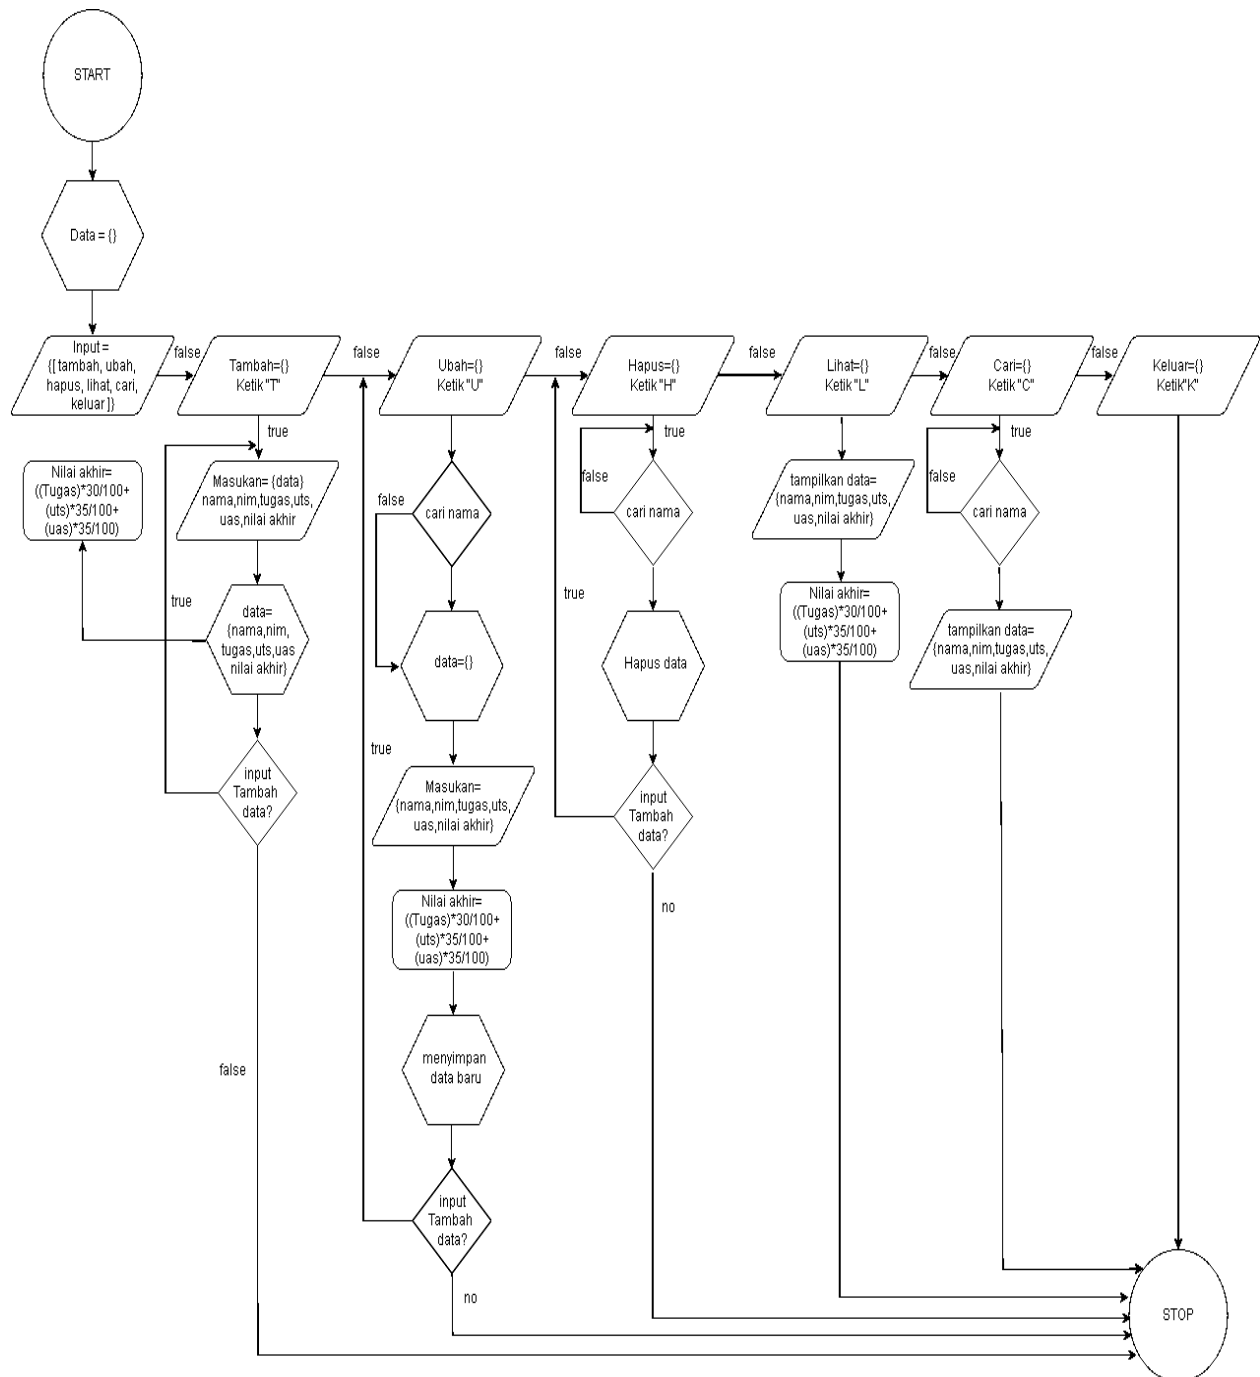 START
Data = {}
Input =
{[ tambah, ubah,
hapus, lihat, cari,
keluar ]}
false
Tambah={}
Ketik "T"
false
Ubah={}
Ketik "U"
false
Hapus={}
Ketik "H"
false
Lihat={}
Ketik "L"
false
Cari={}
Ketik "C"
false
Keluar={}
Ketik"K"
true
Nilai akhir=
((Tugas)*30/100+
(uts)*35/100+
(uas)*35/100)
Masukan= {data}
nama,nim,tugas,uts,
uas,nilai akhir
true
data=
{nama,nim,
tugas,uts,uas
nilai akhir}
input
Tambah
data?
false
false
cari nama
data={}
true
Masukan=
{nama,nim,tugas,uts,
uas,nilai akhir}
Nilai akhir=
((Tugas)*30/100+
(uts)*35/100+
(uas)*35/100)
menyimpan
data baru
input
Tambah
data?
no
true
false
cari nama
true
Hapus data
input
Tambah
data?
no
tampilkan data=
{nama,nim,tugas,uts,
uas,nilai akhir}
Nilai akhir=
((Tugas)*30/100+
(uts)*35/100+
(uas)*35/100)
true
false
cari nama
tampilkan data=
{nama,nim,tugas,uts,
uas,nilai akhir}
STOP